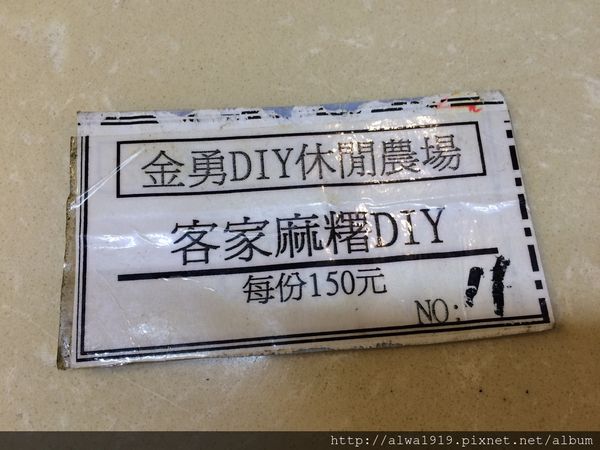 金勇DIY休閒農場
客家麻糬DIY
每份150元
NO: 11
http://alwa1919.pixnet.net/album